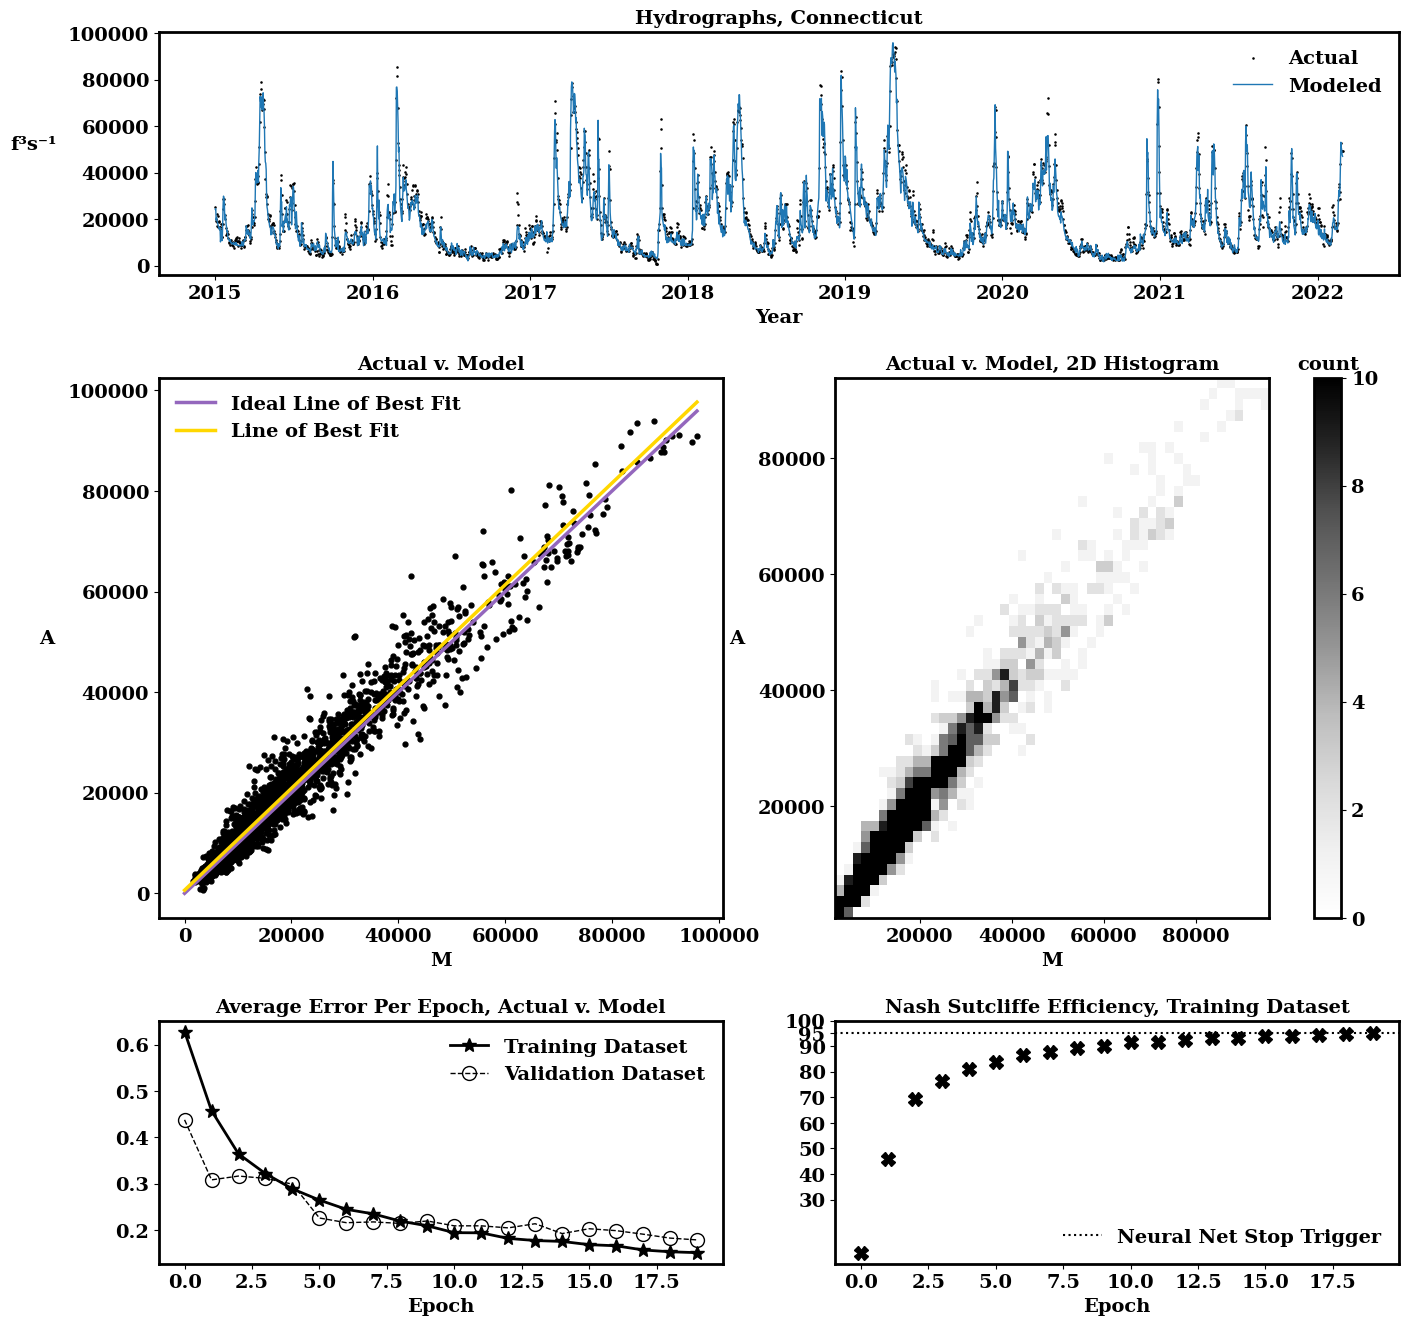 Hydrographs, Connecticut
100000
80000
60000
40000
20000
0
f³s⁻¹
Actual
Modeled
2015 2016 2017 2018 2019 2020 2021 2022
Year
Actual v. Model
100000
80000
60000
40000
20000
0
A
Ideal Line of Best Fit
Line of Best Fit
0 20000 40000 60000 80000 100000
M
Actual v. Model, 2D Histogram
80000
60000
40000
20000
A
20000 40000 60000 80000
M
count
10
8
6
4
2
0
Average Error Per Epoch, Actual v. Model
0.6
0.5
0.4
0.3
0.2
Training Dataset
Validation Dataset
0.0 2.5 5.0 7.5 10.0 12.5 15.0 17.5
Epoch
Nash Sutcliffe Efficiency, Training Dataset
100
95
90
80
70
60
50
40
30
Neural Net Stop Trigger
0.0 2.5 5.0 7.5 10.0 12.5 15.0 17.5
Epoch